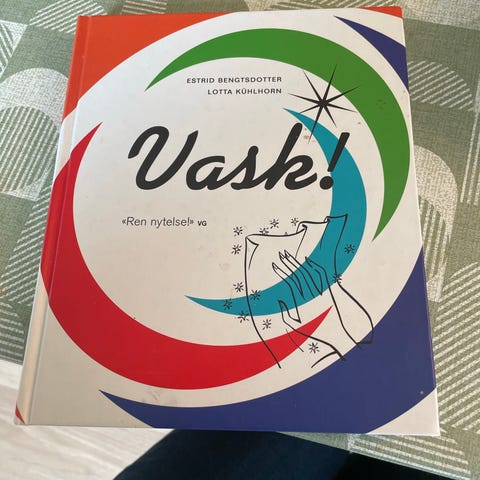 ESTRID BENGTSDOTTER
LOTTA KÜHLHORN
Vask!
«Ren nytelse!» VG